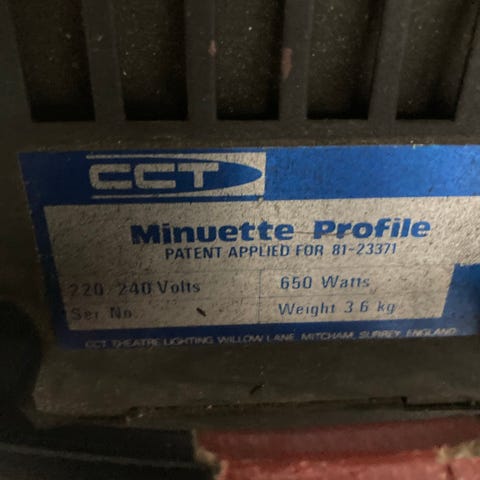 CCT
Minuette Profile
PATENT APPLIED FOR 81-23371
220 240 Volts
650 Watts
Ser No.
Weight 3.6 kg
CCT THEATRE LIGHTING WILLOW LANE MITCHAM, SURREY, ENGLAND